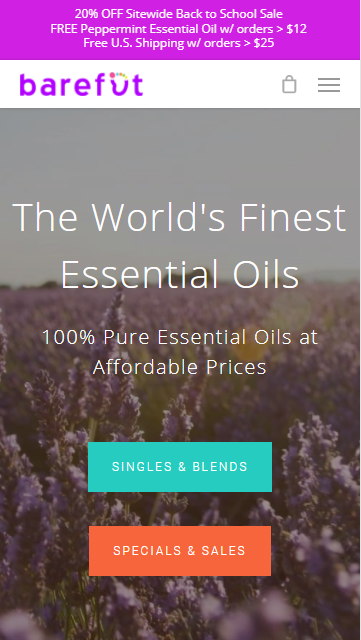 20% OFF Sitewide Back to School Sale
FREE Peppermint Essential Oil w/ orders > $12
Free U.S. Shipping w/ orders > $25
barefut
The World's Finest
Essential Oils
100% Pure Essential Oils at
Affordable Prices
SINGLES & BLENDS
SPECIALS & SALES